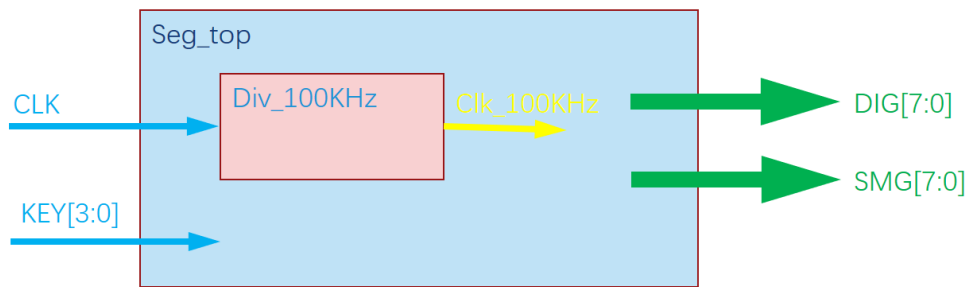 Seg_top
CLK
Div_100KHz
Clk_100KHz
DIG[7:0]
SMG[7:0]
KEY[3:0]